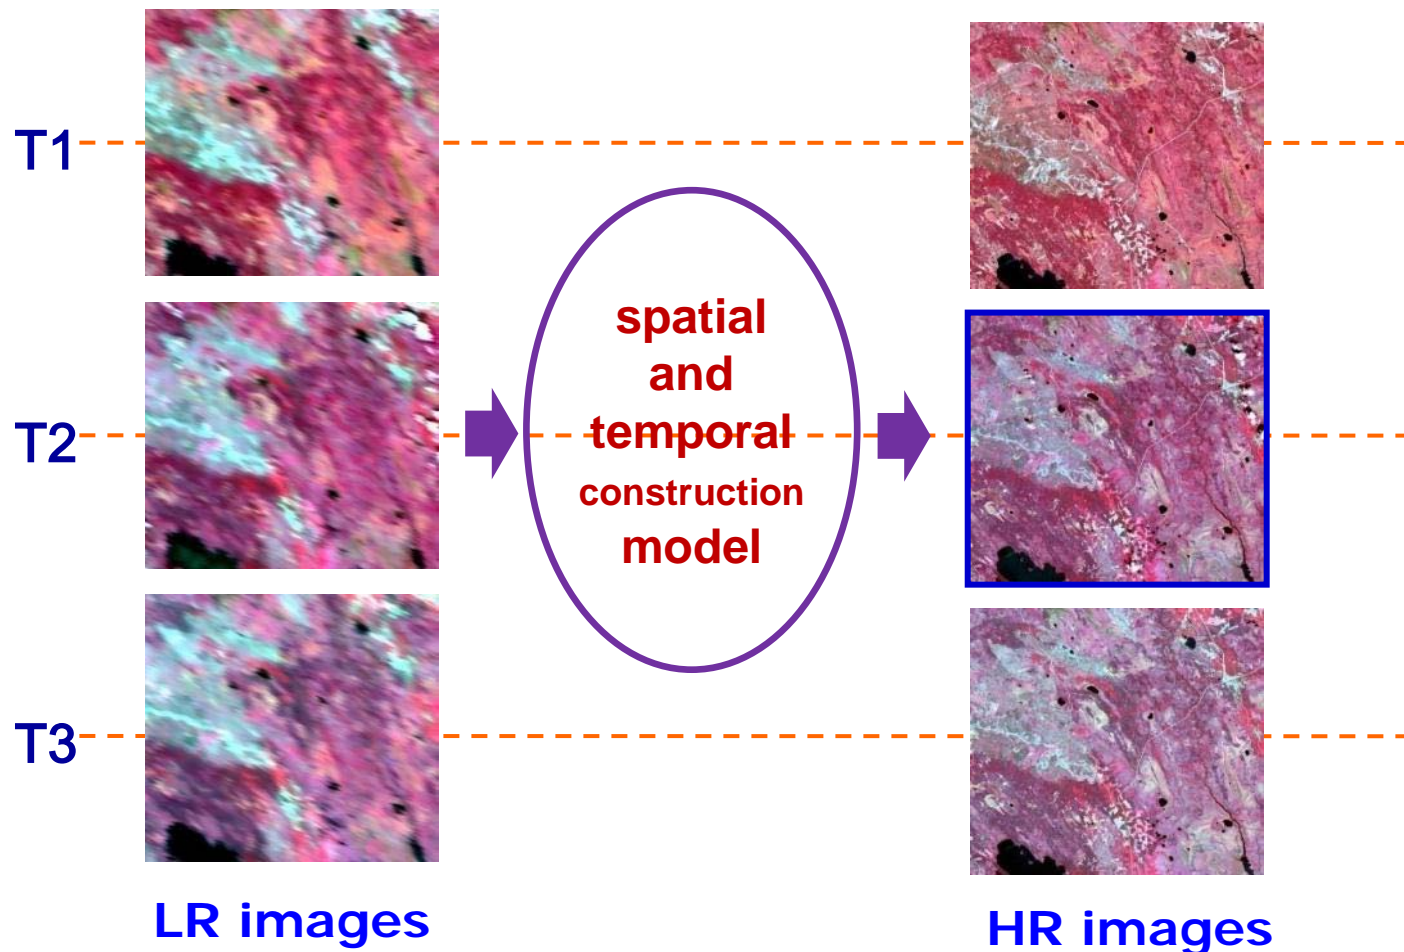 T1
spatial
and
T2
temporal
construction
model
T3
LR images
HR images